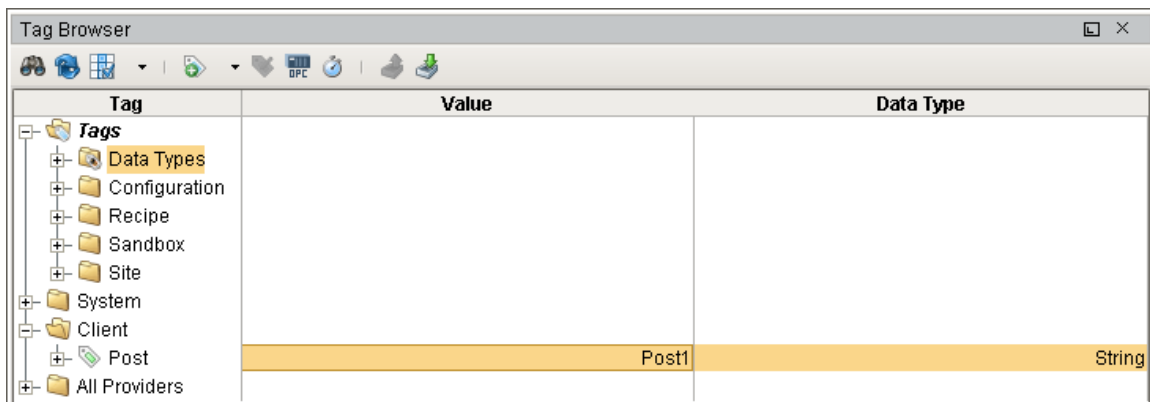 Tag Browser
OPC
Tag Value Data Type
Tags
Data Types
Configuration
Recipe
Sandbox
Site
System
Client
Post Post1 String
All Providers